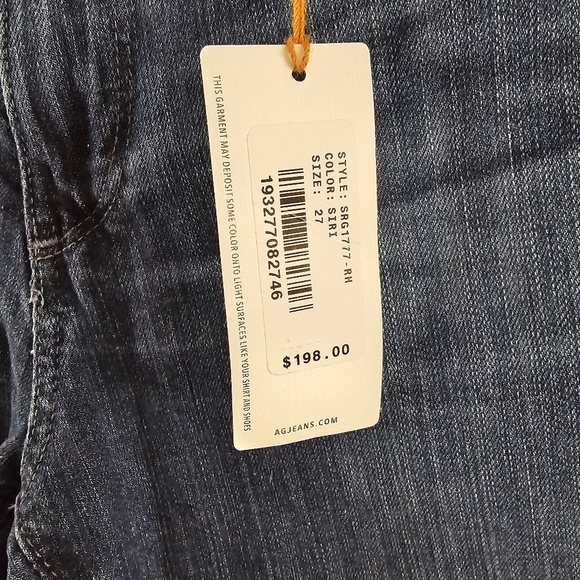 THIS GARMENT MAY DEPOSIT SOME COLOR ONTO LIGHT SURFACES LIKE YOUR SHIRT AND SHOES
STYLE: SRG1777-RH
COLOR: SIRI
SIZE: 27
193277082746
$198.00
AGJEANS.COM